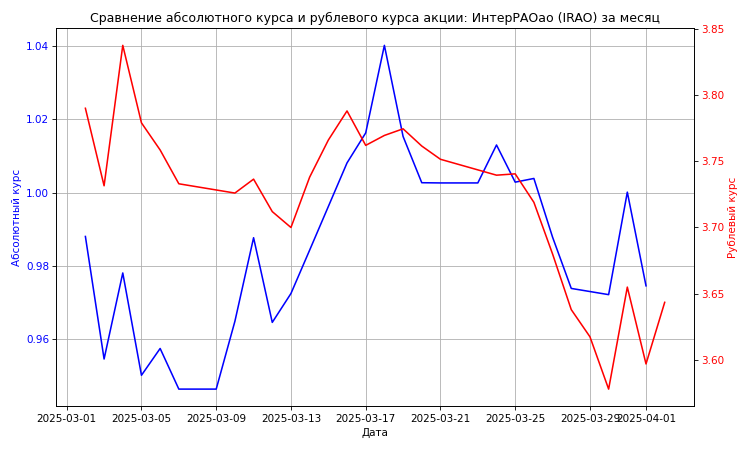 Сравнение абсолютного курса и рублевого курса акции: ИнтерРАОао (IRAO) за месяц
1.04
1.02
1.00
0.98
0.96
Абсолютный курс
3.85
3.80
3.75
3.70
3.65
3.60
Рублевый курс
2025-03-01 2025-03-05 2025-03-09 2025-03-13 2025-03-17 2025-03-21 2025-03-25 2025-03-29 2025-04-01
Дата